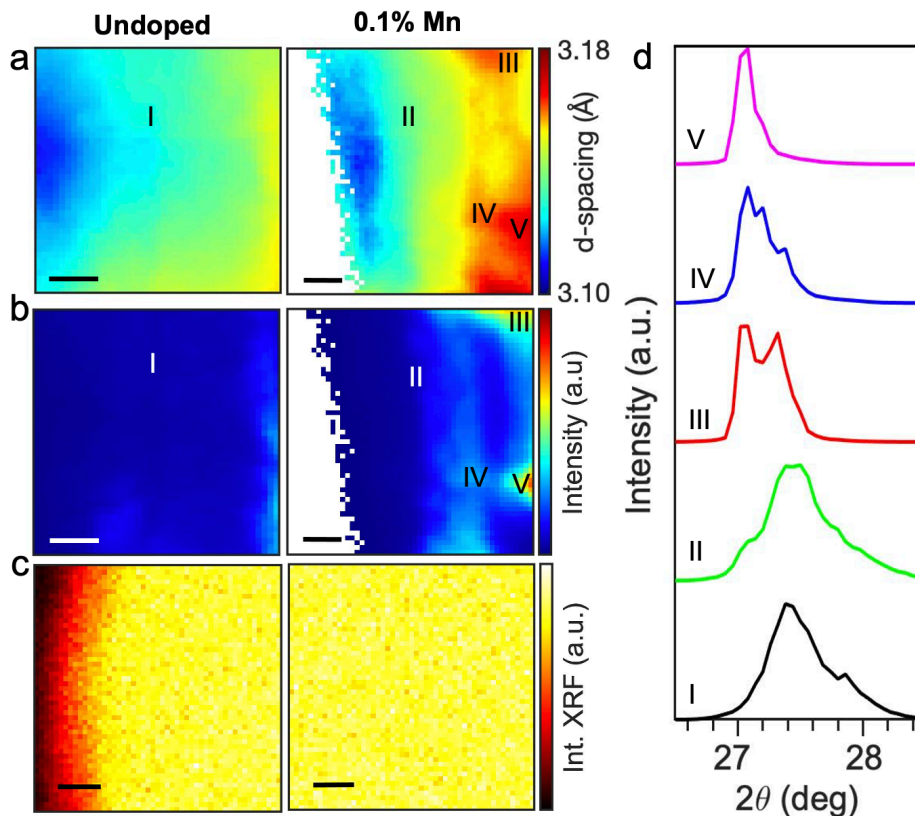 Undoped
0.1% Mn
a
I
II
III
IV
V
3.18
d-spacing (Å)
3.10
b
I
II
III
IV
V
Intensity (a.u)
c
Int. XRF (a.u.)
d
V
IV
III
II
I
Intensity (a.u.)
27
28
2θ (deg)